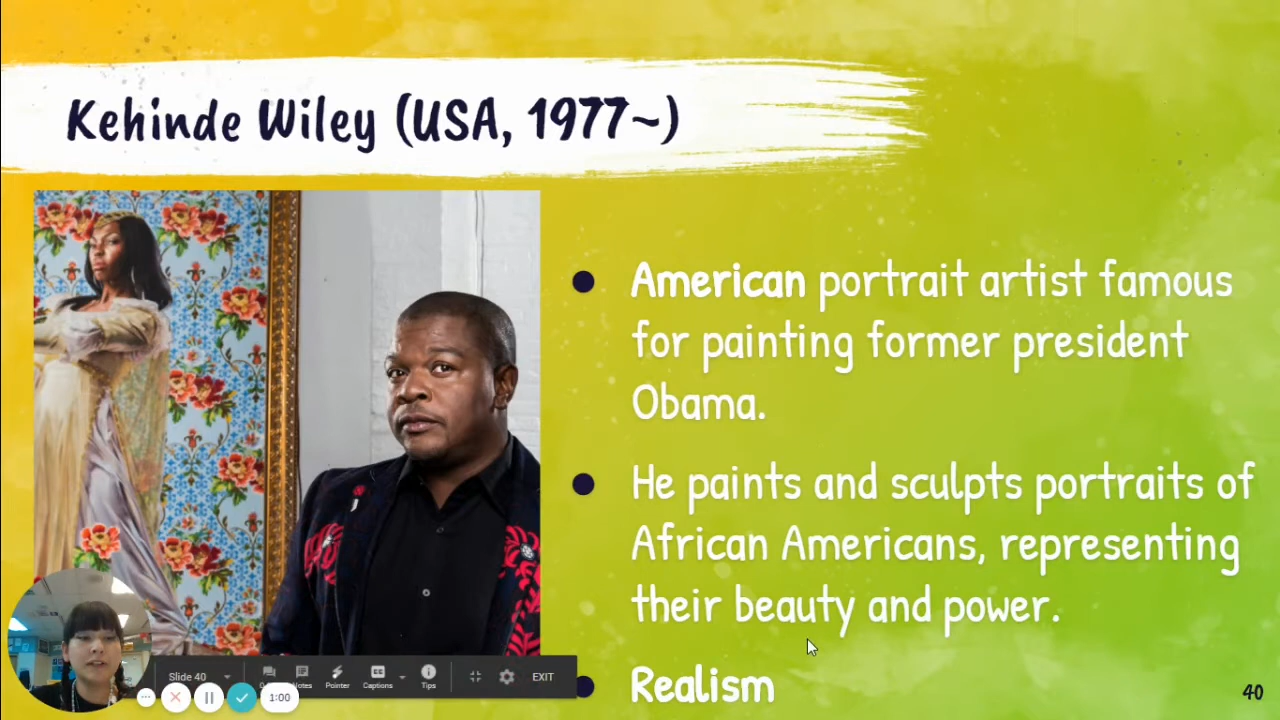 Kehinde Wiley (USA, 1977~)
American portrait artist famous
for painting former president
Obama.
He paints and sculpts portraits of
African Americans, representing
their beauty and power.
Realism
Slide 40
Pointer
Captions
Tips
EXIT
1:00
40